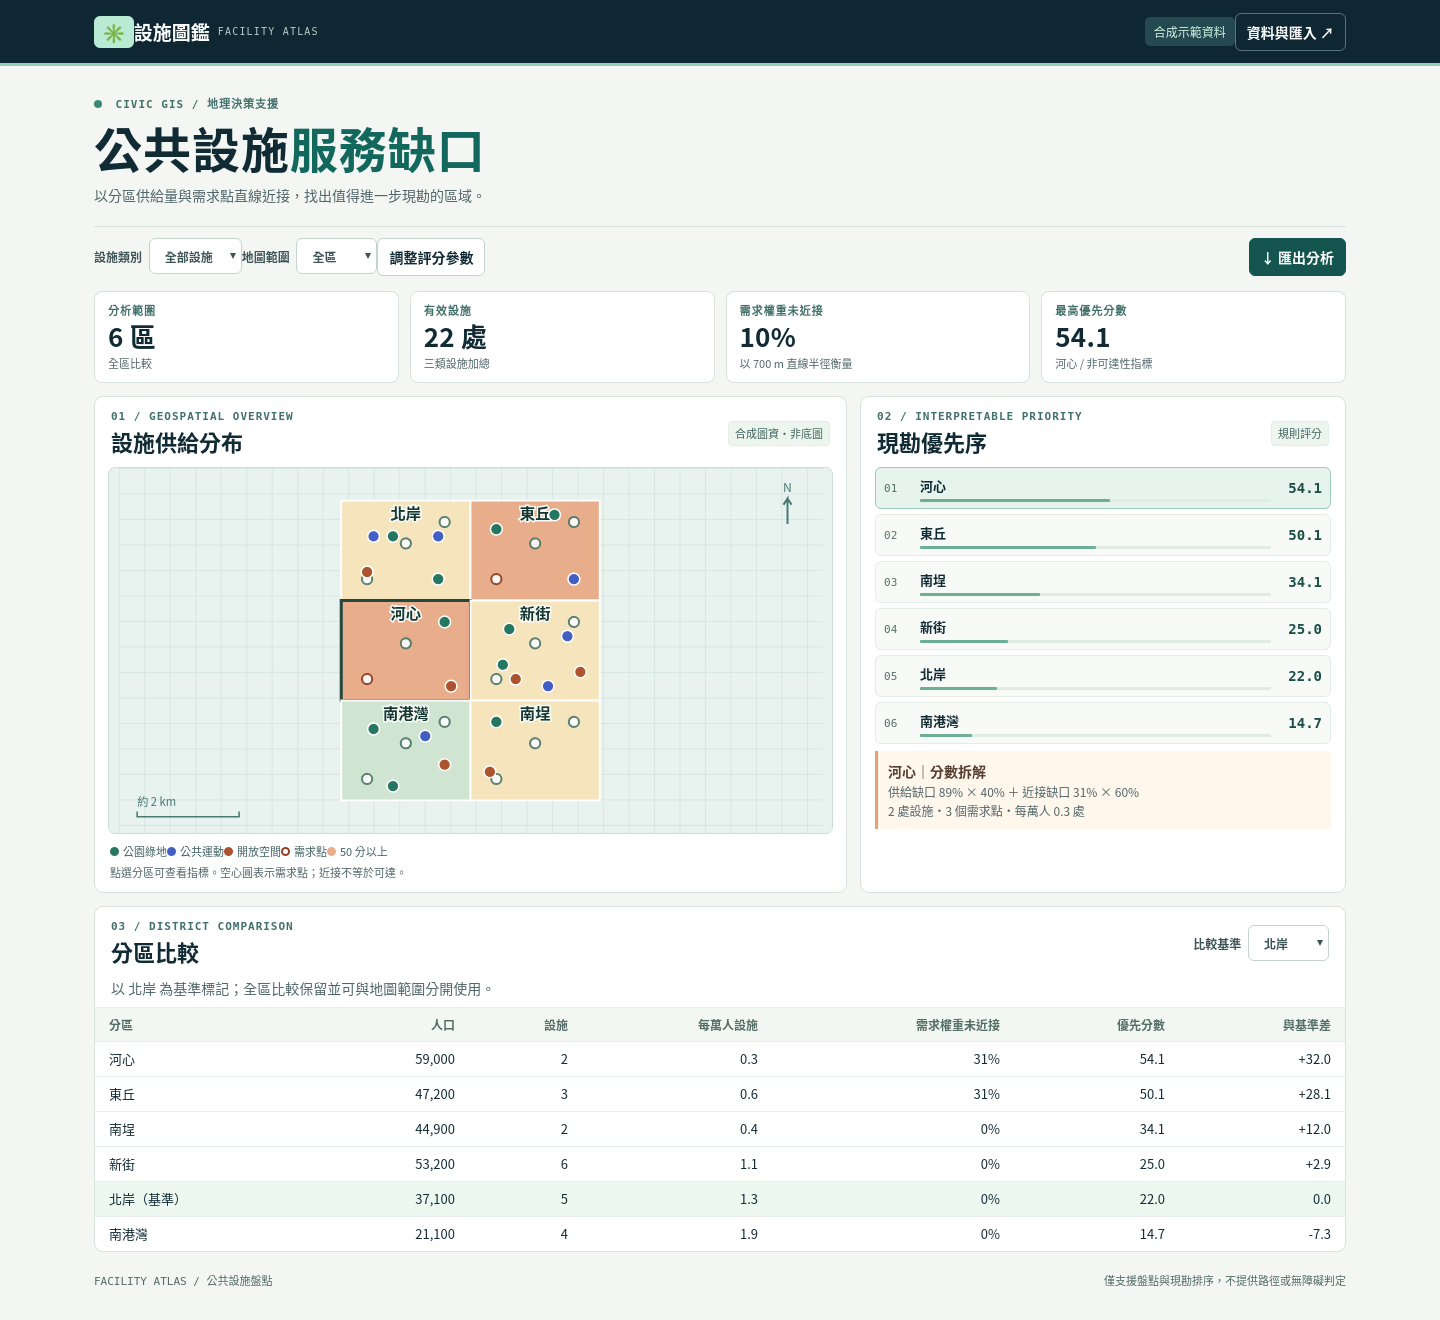 設施圖鑑 FACILITY ATLAS
合成示範資料
資料與匯入 ↗
CIVIC GIS / 地理決策支援
公共設施服務缺口
以分區供給量與需求點直線近接，找出值得進一步現勘的區域。
設施類別 全部設施 地圖範圍 全區 調整評分參數
↓ 匯出分析
分析範圍
6 區
全區比較
有效設施
22 處
三類設施加總
需求權重未近接
10%
以 700 m 直線半徑衡量
最高優先分數
54.1
河心 / 非可達性指標
01 / GEOSPATIAL OVERVIEW
設施供給分布
合成圖資・非底圖
N
北岸
東丘
河心
新街
南港灣
南埕
約 2 km
公園綠地 公共運動 開放空間 需求點 50 分以上
點選分區可查看指標。空心圓表示需求點；近接不等於可達。
02 / INTERPRETABLE PRIORITY
現勘優先序
規則評分
01 河心 54.1
02 東丘 50.1
03 南埕 34.1
04 新街 25.0
05 北岸 22.0
06 南港灣 14.7
河心｜分數拆解
供給缺口 89% × 40% ＋ 近接缺口 31% × 60%
2 處設施・3 個需求點・每萬人 0.3 處
03 / DISTRICT COMPARISON
分區比較
比較基準 北岸
以 北岸 為基準標記；全區比較保留並可與地圖範圍分開使用。
分區 人口 設施 每萬人設施 需求權重未近接 優先分數 與基準差
河心 59,000 2 0.3 31% 54.1 +32.0
東丘 47,200 3 0.6 31% 50.1 +28.1
南埕 44,900 2 0.4 0% 34.1 +12.0
新街 53,200 6 1.1 0% 25.0 +2.9
北岸（基準） 37,100 5 1.3 0% 22.0 0.0
南港灣 21,100 4 1.9 0% 14.7 -7.3
FACILITY ATLAS / 公共設施盤點
僅支援盤點與現勘排序，不提供路徑或無障礙判定